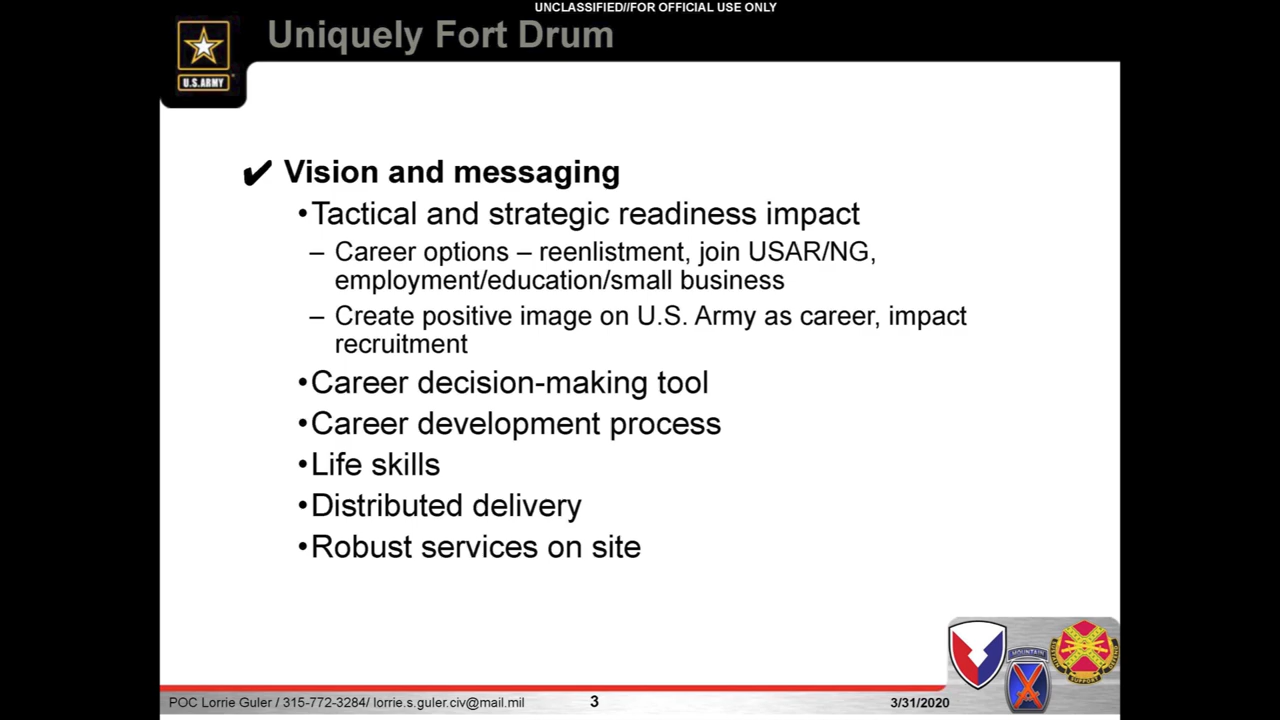 UNCLASSIFIED//FOR OFFICIAL USE ONLY
Uniquely Fort Drum
U.S.ARMY
✔ Vision and messaging
•Tactical and strategic readiness impact
– Career options – reenlistment, join USAR/NG,
employment/education/small business
– Create positive image on U.S. Army as career, impact
recruitment
•Career decision-making tool
•Career development process
•Life skills
•Distributed delivery
•Robust services on site
MOUNTAIN
SUPPORT
POC Lorrie Guler / 315-772-3284/ lorrie.s.guler.civ@mail.mil
3
3/31/2020